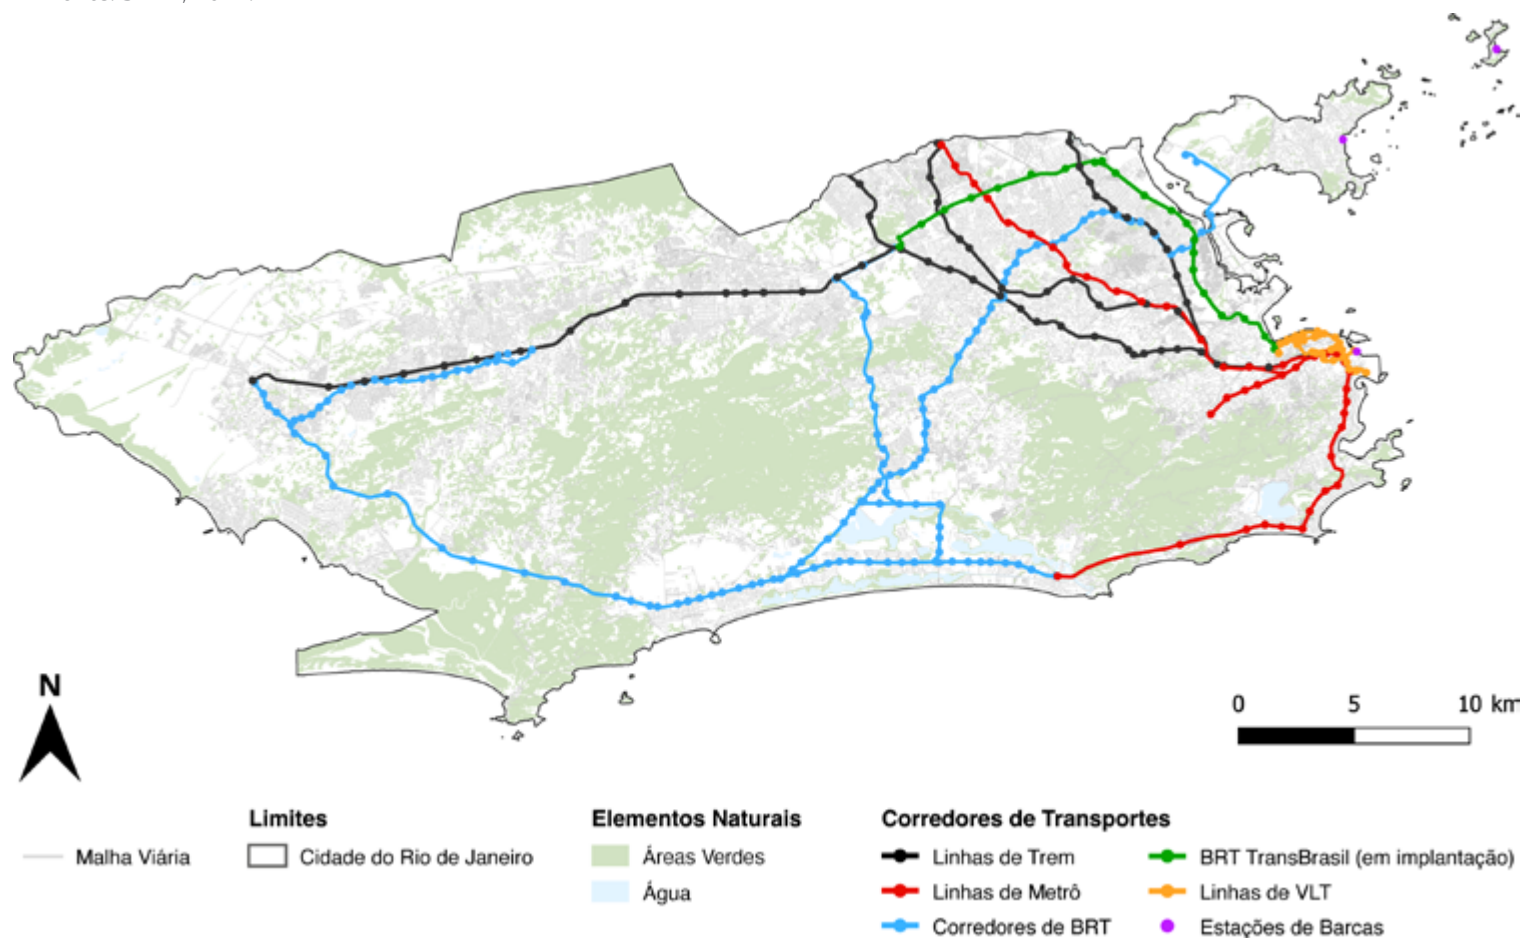 N
0 5 10 km
Limites
Elementos Naturais
Corredores de Transportes
Malha Viária
Cidade do Rio de Janeiro
Áreas Verdes
Linhas de Trem
BRT TransBrasil (em implantação)
Água
Linhas de Metrô
Linhas de VLT
Corredores de BRT
Estações de Barcas